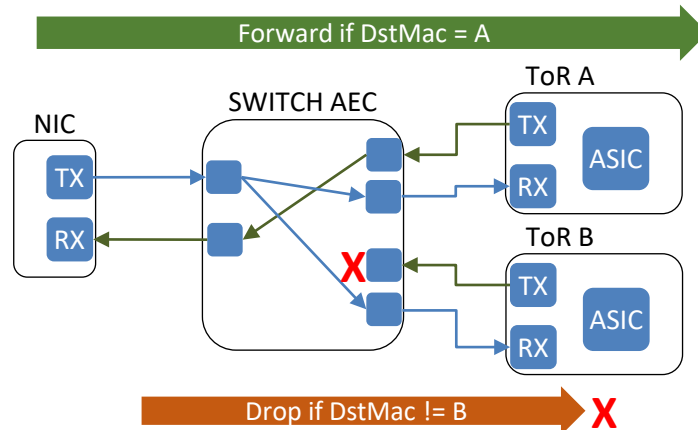 Forward if DstMac = A
ToR A
SWITCH AEC
NIC
TX
ASIC
TX
RX
RX
ToR B
X
TX
ASIC
RX
Drop if DstMac != B
X